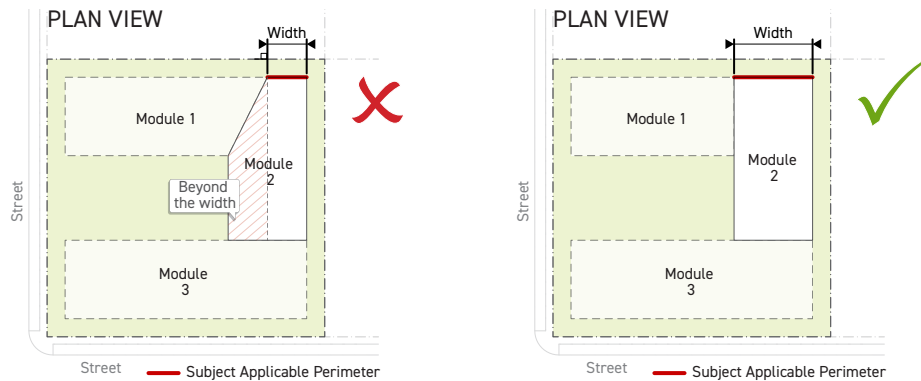 PLAN VIEW
Width
Module 1
Module
2
Beyond
the width
Module
3
Street
Street
Subject Applicable Perimeter
PLAN VIEW
Width
Module 1
Module
2
Module
3
Street
Street
Subject Applicable Perimeter